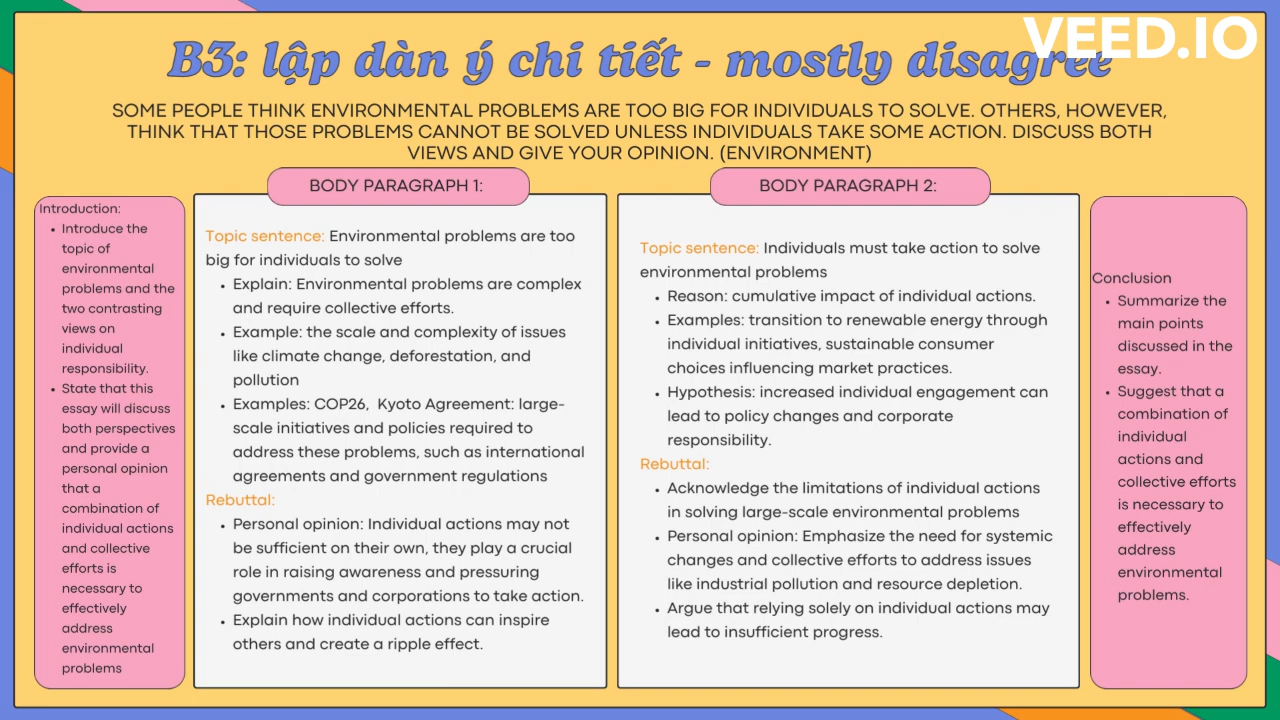 VEED.IO
B3: lập dàn ý chi tiết - mostly disagree
SOME PEOPLE THINK ENVIRONMENTAL PROBLEMS ARE TOO BIG FOR INDIVIDUALS TO SOLVE. OTHERS, HOWEVER,
THINK THAT THOSE PROBLEMS CANNOT BE SOLVED UNLESS INDIVIDUALS TAKE SOME ACTION. DISCUSS BOTH
VIEWS AND GIVE YOUR OPINION. (ENVIRONMENT)
Introduction:
• Introduce the
topic of
environmental
problems and the
two contrasting
views on
individual
responsibility.
• State that this
essay will discuss
both perspectives
and provide a
personal opinion
that a
combination of
individual actions
and collective
efforts is
necessary to
effectively
address
environmental
problems
BODY PARAGRAPH 1:
Topic sentence: Environmental problems are too
big for individuals to solve
• Explain: Environmental problems are complex
and require collective efforts.
• Example: the scale and complexity of issues
like climate change, deforestation, and
pollution
• Examples: COP26, Kyoto Agreement: large-
scale initiatives and policies required to
address these problems, such as international
agreements and government regulations
Rebuttal:
• Personal opinion: Individual actions may not
be sufficient on their own, they play a crucial
role in raising awareness and pressuring
governments and corporations to take action.
• Explain how individual actions can inspire
others and create a ripple effect.
BODY PARAGRAPH 2:
Topic sentence: Individuals must take action to solve
environmental problems
• Reason: cumulative impact of individual actions.
• Examples: transition to renewable energy through
individual initiatives, sustainable consumer
choices influencing market practices.
• Hypothesis: increased individual engagement can
lead to policy changes and corporate
responsibility.
Rebuttal:
• Acknowledge the limitations of individual actions
in solving large-scale environmental problems
• Personal opinion: Emphasize the need for systemic
changes and collective efforts to address issues
like industrial pollution and resource depletion.
• Argue that relying solely on individual actions may
lead to insufficient progress.
Conclusion
• Summarize the
main points
discussed in the
essay.
• Suggest that a
combination of
individual
actions and
collective efforts
is necessary to
effectively
address
environmental
problems.